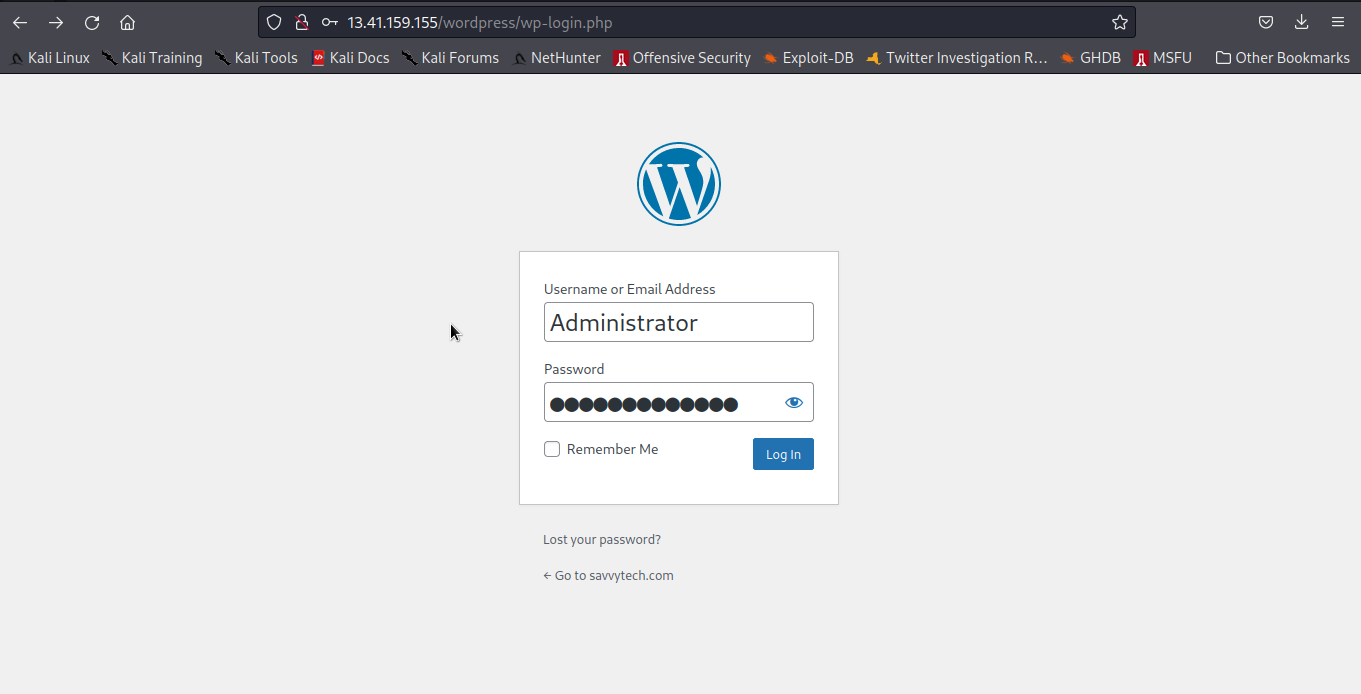 13.41.159.155/wordpress/wp-login.php
Kali Linux Kali Training Kali Tools Kali Docs Kali Forums NetHunter Offensive Security Exploit-DB Twitter Investigation R… GHDB MSFU Other Bookmarks
Username or Email Address
Administrator
Password
●●●●●●●●●●●●●
Remember Me Log In
Lost your password?
← Go to savvytech.com